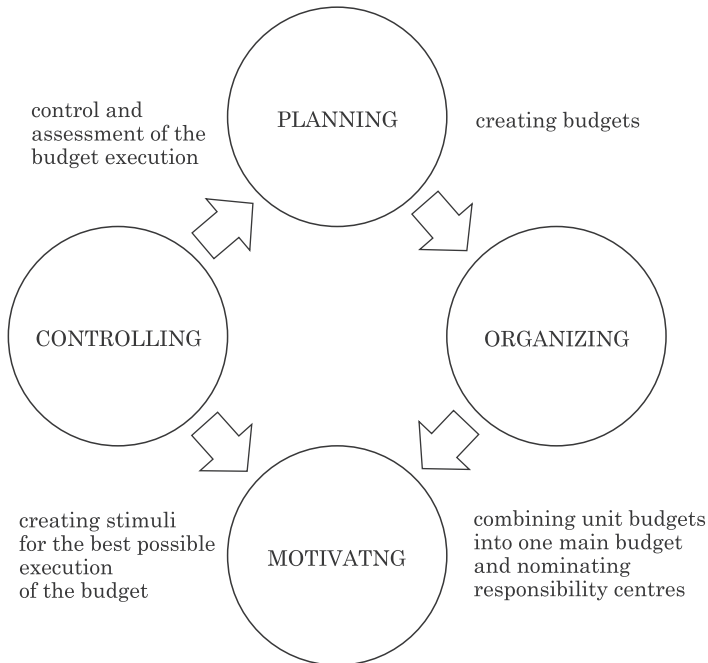 PLANNING
control and
assessment of the
budget execution
creating budgets
CONTROLLING
ORGANIZING
creating stimuli
for the best possible
execution
of the budget
MOTIVATNG
combining unit budgets
into one main budget
and nominating
responsibility centres